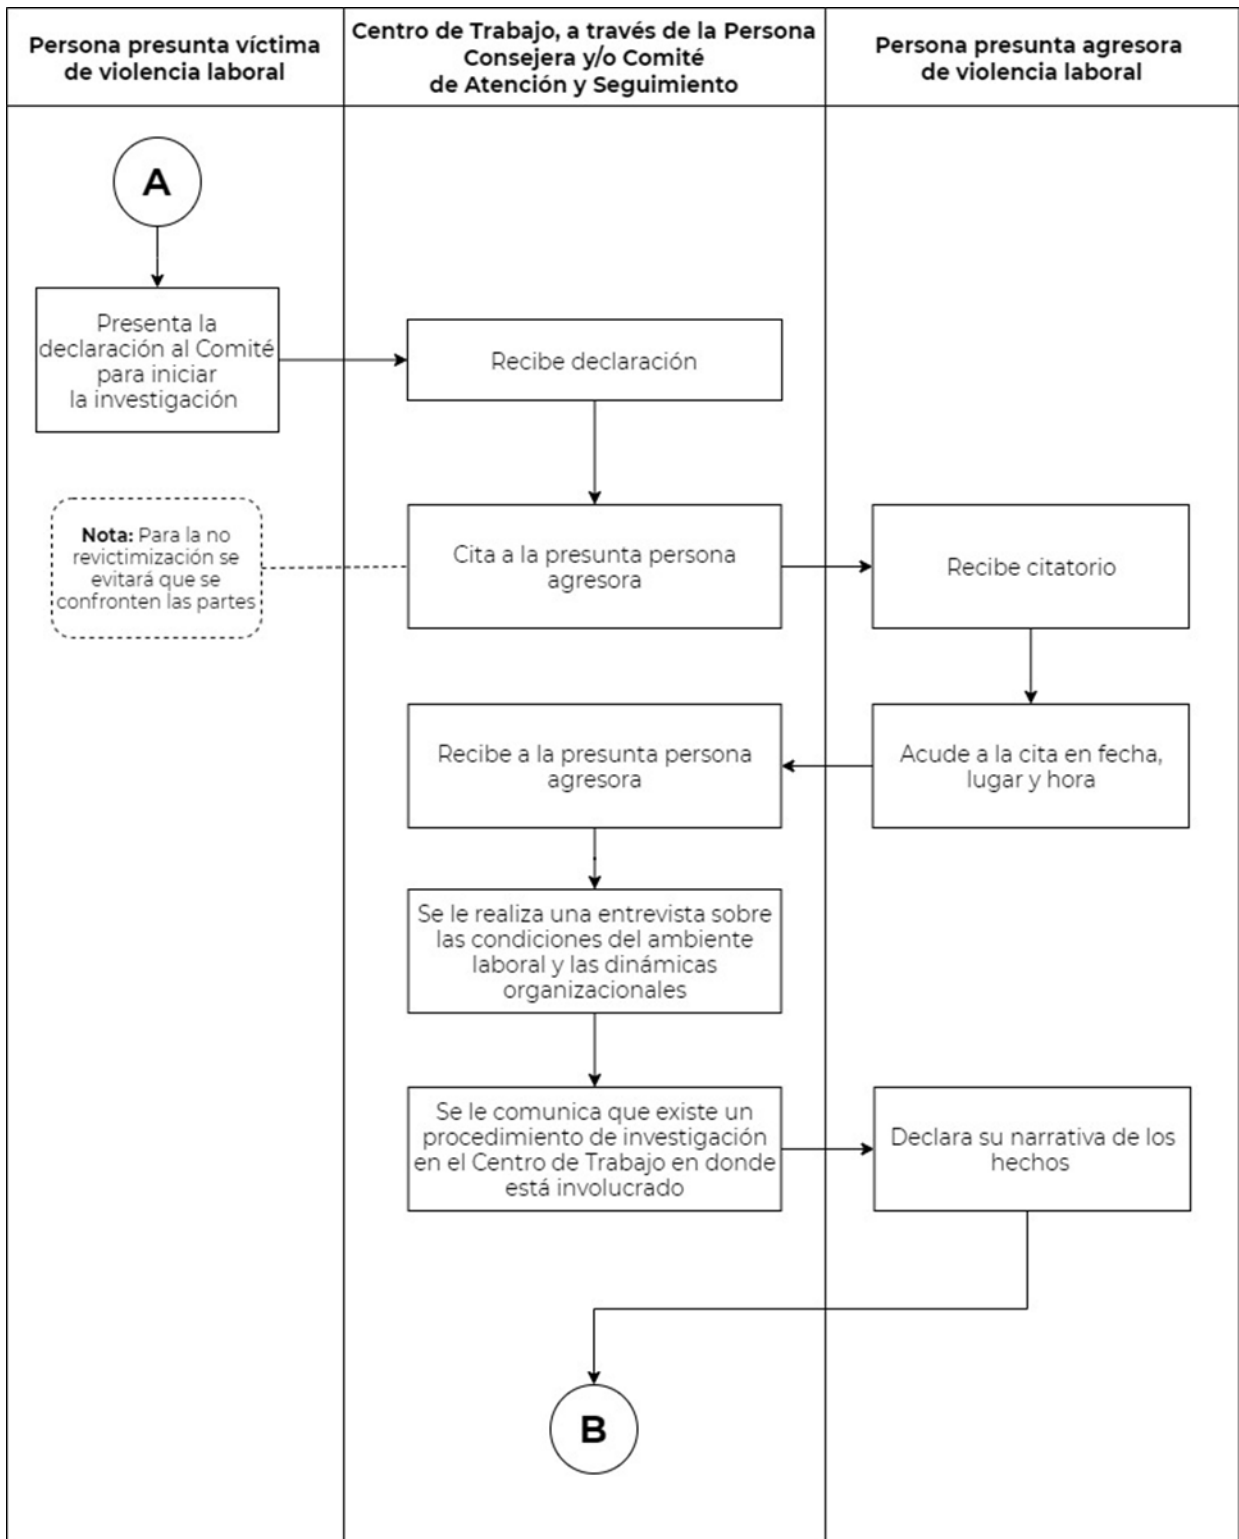 Persona presunta víctima
de violencia laboral
Centro de Trabajo, a través de la Persona
Consejera y/o Comité
de Atención y Seguimiento
Persona presunta agresora
de violencia laboral
A
Presenta la
declaración al Comité
para iniciar
la investigación
Recibe declaración
Nota: Para la no
revictimización se
evitará que se
confronten las partes
Cita a la presunta persona
agresora
Recibe citatorio
Recibe a la presunta persona
agresora
Acude a la cita en fecha,
lugar y hora
Se le realiza una entrevista sobre
las condiciones del ambiente
laboral y las dinámicas
organizacionales
Se le comunica que existe un
procedimiento de investigación
en el Centro de Trabajo en donde
está involucrado
Declara su narrativa de los
hechos
B